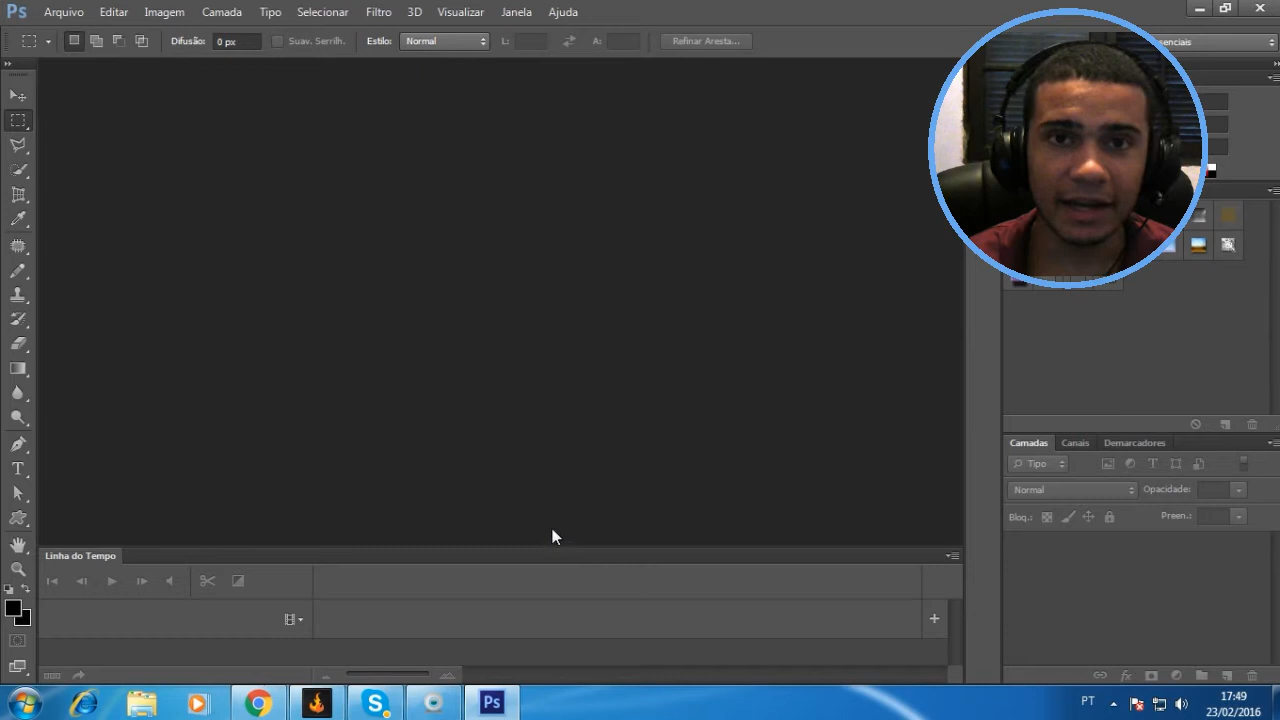 Ps Arquivo Editar Imagem Camada Tipo Selecionar Filtro 3D Visualizar Janela Ajuda
Difusão: 0 px Suav. Serrilh. Estilo: Normal L: A: Refinar Aresta...
Camadas Canais Demarcadores
Tipo
Normal Opacidade:
Bloq.: Preen.:
Linha do Tempo
PT 17:49
23/02/2016